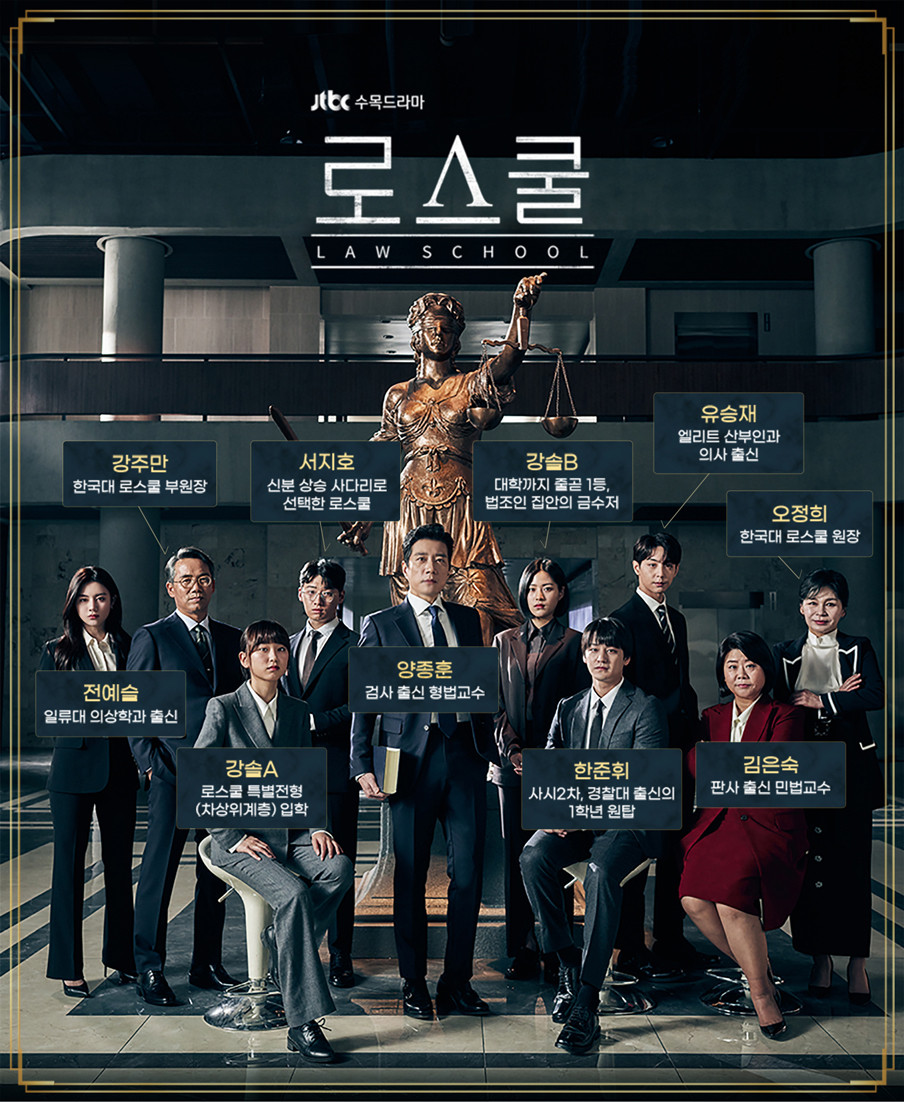 jtbc 수목드라마
로스쿨
LAW SCHOOL
유승재
엘리트 산부인과
의사 출신
강주만
한국대 로스쿨 부원장
서지호
신분 상승 사다리로
선택한 로스쿨
강솔B
대학까지 줄곧 1등,
법조인 집안의 금수저
오정희
한국대 로스쿨 원장
양종훈
검사 출신 형법교수
전예슬
일류대 의상학과 출신
강솔A
로스쿨 특별전형
(차상위계층) 입학
한준휘
사시2차, 경찰대 출신의
1학년 원탑
김은숙
판사 출신 민법교수